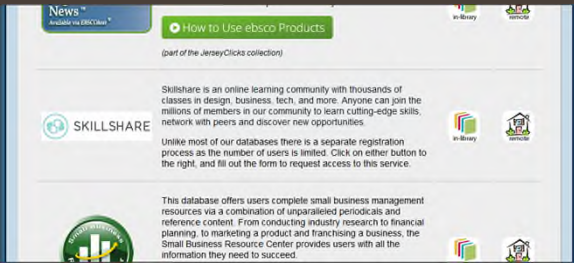 News™
Available via EBSCOhost®
How to Use ebsco Products
in-library
remote
(part of the JerseyClicks collection)
Skillshare is an online learning community with thousands of
classes in design, business, tech, and more. Anyone can join the
millions of members in our community to learn cutting-edge skills,
network with peers and discover new opportunities.
SKILLSHARE
in-library
remote
Unlike most of our databases there is a separate registration
process as the number of users is limited. Click on either button to
the right, and fill out the form to request access to this service.
This database offers users complete small business management
resources via a combination of unparalleled periodicals and
reference content. From conducting industry research to financial
planning, to marketing a product and franchising a business, the
Small Business Resource Center provides users with all the
information they need to succeed.
Small Business